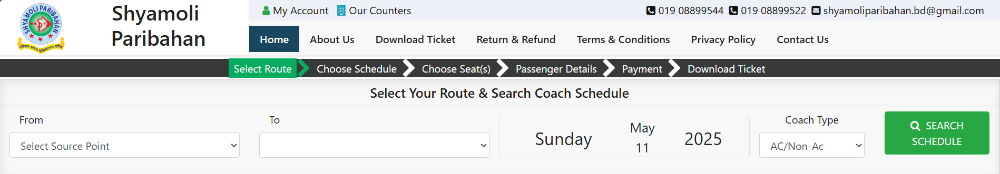 SHYAMOLI PARIBAHAN
SP
Shyamoli
Paribahan
My Account Our Counters
019 08899544 019 08899522 shyamoliparibahan.bd@gmail.com
Home About Us Download Ticket Return & Refund Terms & Conditions Privacy Policy Contact Us
Select Route Choose Schedule Choose Seat(s) Passenger Details Payment Download Ticket
Select Your Route & Search Coach Schedule
From To Coach Type
Select Source Point
Sunday May 11 2025
AC/Non-Ac
SEARCH
SCHEDULE